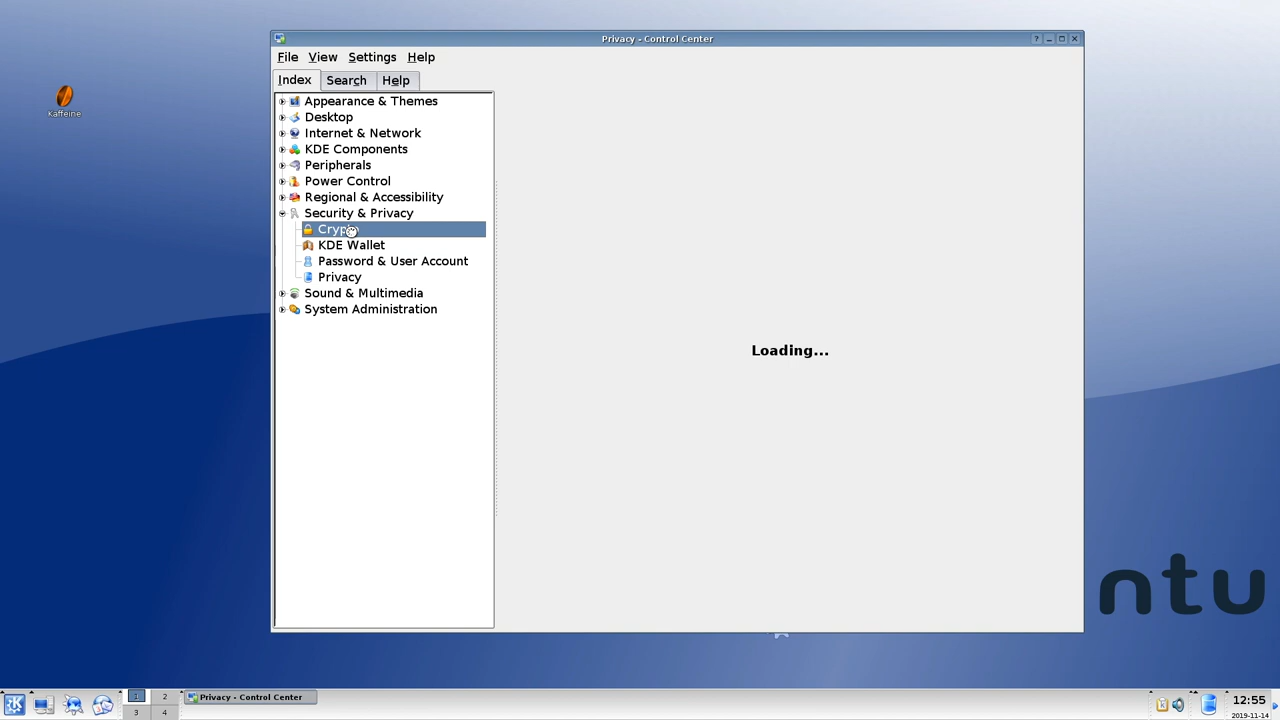 Privacy - Control Center
File View Settings Help
Index Search Help
Kaffeine
Appearance & Themes
Desktop
Internet & Network
KDE Components
Peripherals
Power Control
Regional & Accessibility
Security & Privacy
Crypto
KDE Wallet
Password & User Account
Privacy
Sound & Multimedia
System Administration
Loading...
ntu
1 2
3 4
Privacy - Control Center
12:55
2019-11-14